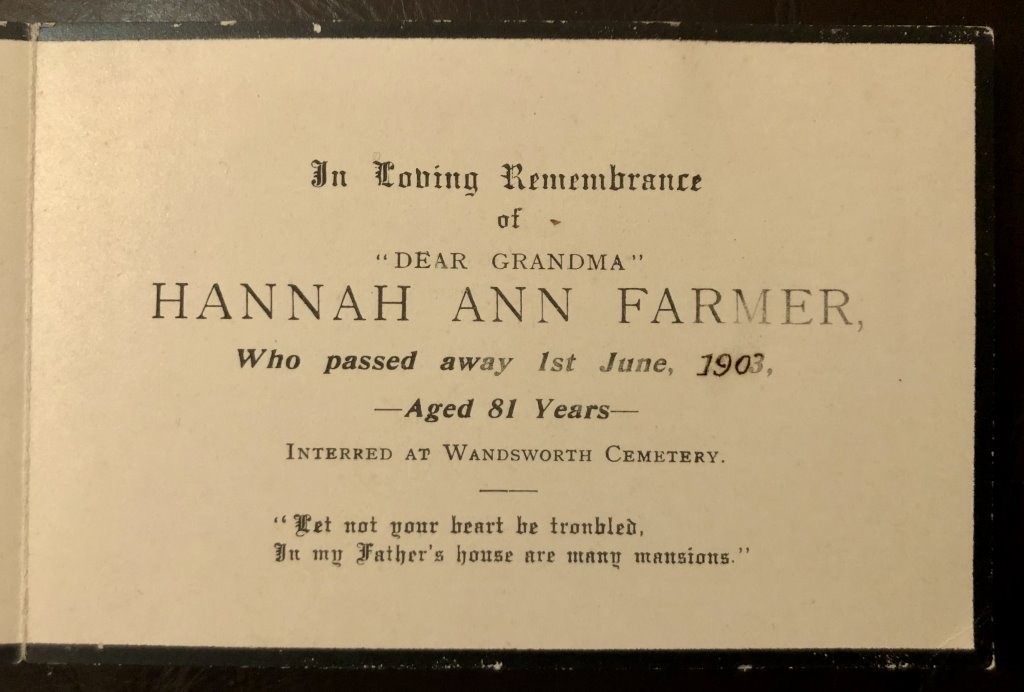 In Loving Remembrance
of
"DEAR GRANDMA"
HANNAH ANN FARMER,
Who passed away 1st June, 1903,
—Aged 81 Years—
INTERRED AT WANDSWORTH CEMETERY.
"Let not your heart be troubled,
In my Father's house are many mansions."